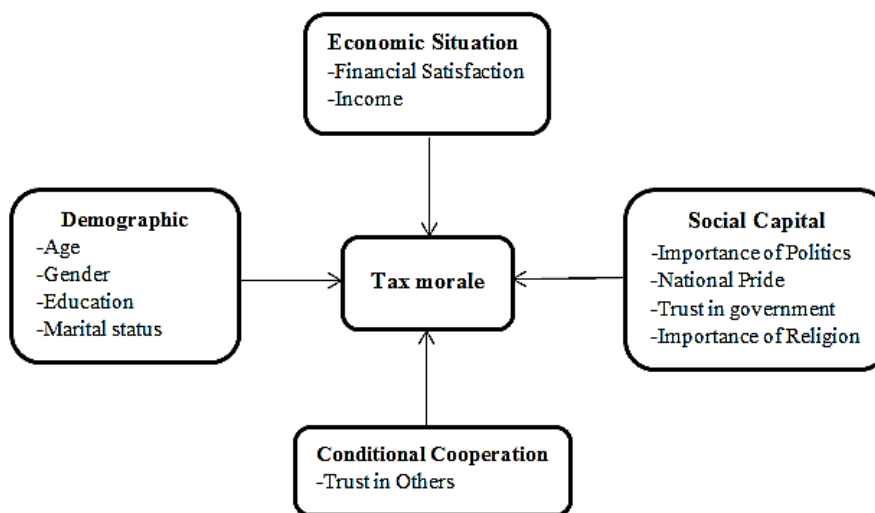 Economic Situation
-Financial Satisfaction
-Income
Demographic
-Age
-Gender
-Education
-Marital status
Tax morale
Social Capital
-Importance of Politics
-National Pride
-Trust in government
-Importance of Religion
Conditional Cooperation
-Trust in Others